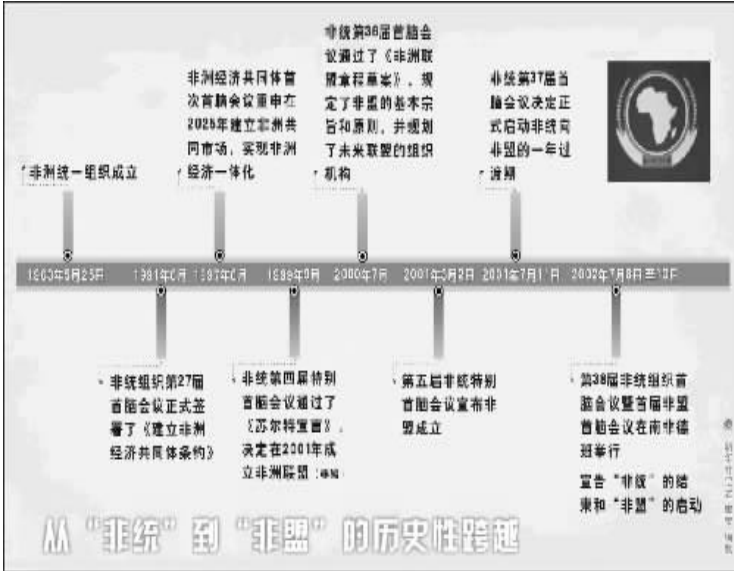 非统第36届首脑会
议通过了《非洲联
盟章程草案》，规
定了非盟的基本宗
旨和原则，并规划
了未来联盟的组织
机构
非洲经济共同体首
次首脑会议重申在
2025年建立非洲共
同市场，实现非洲
经济一体化
非统第37届首
脑会议决定正
式启动非统向
非盟的一年过
渡期
非洲统一组织成立
1963年5月25日
1991年6月
1997年6月
1999年9月
2000年7月
2001年3月2日
2001年7月11日
2002年7月8日至10日
非统组织第27届
首脑会议正式签
署了《建立非洲
经济共同体条约》
非统第四届特别
首脑会议通过了
《苏尔特宣言》，
决定在2001年成
立非洲联盟
第五届非统特别
首脑会议宣布非
盟成立
第38届非统组织首
脑会议暨首届非盟
首脑会议在南非德
班举行
宣告“非统”的结
束和“非盟”的启动
从“非统”到“非盟”的历史性跨越